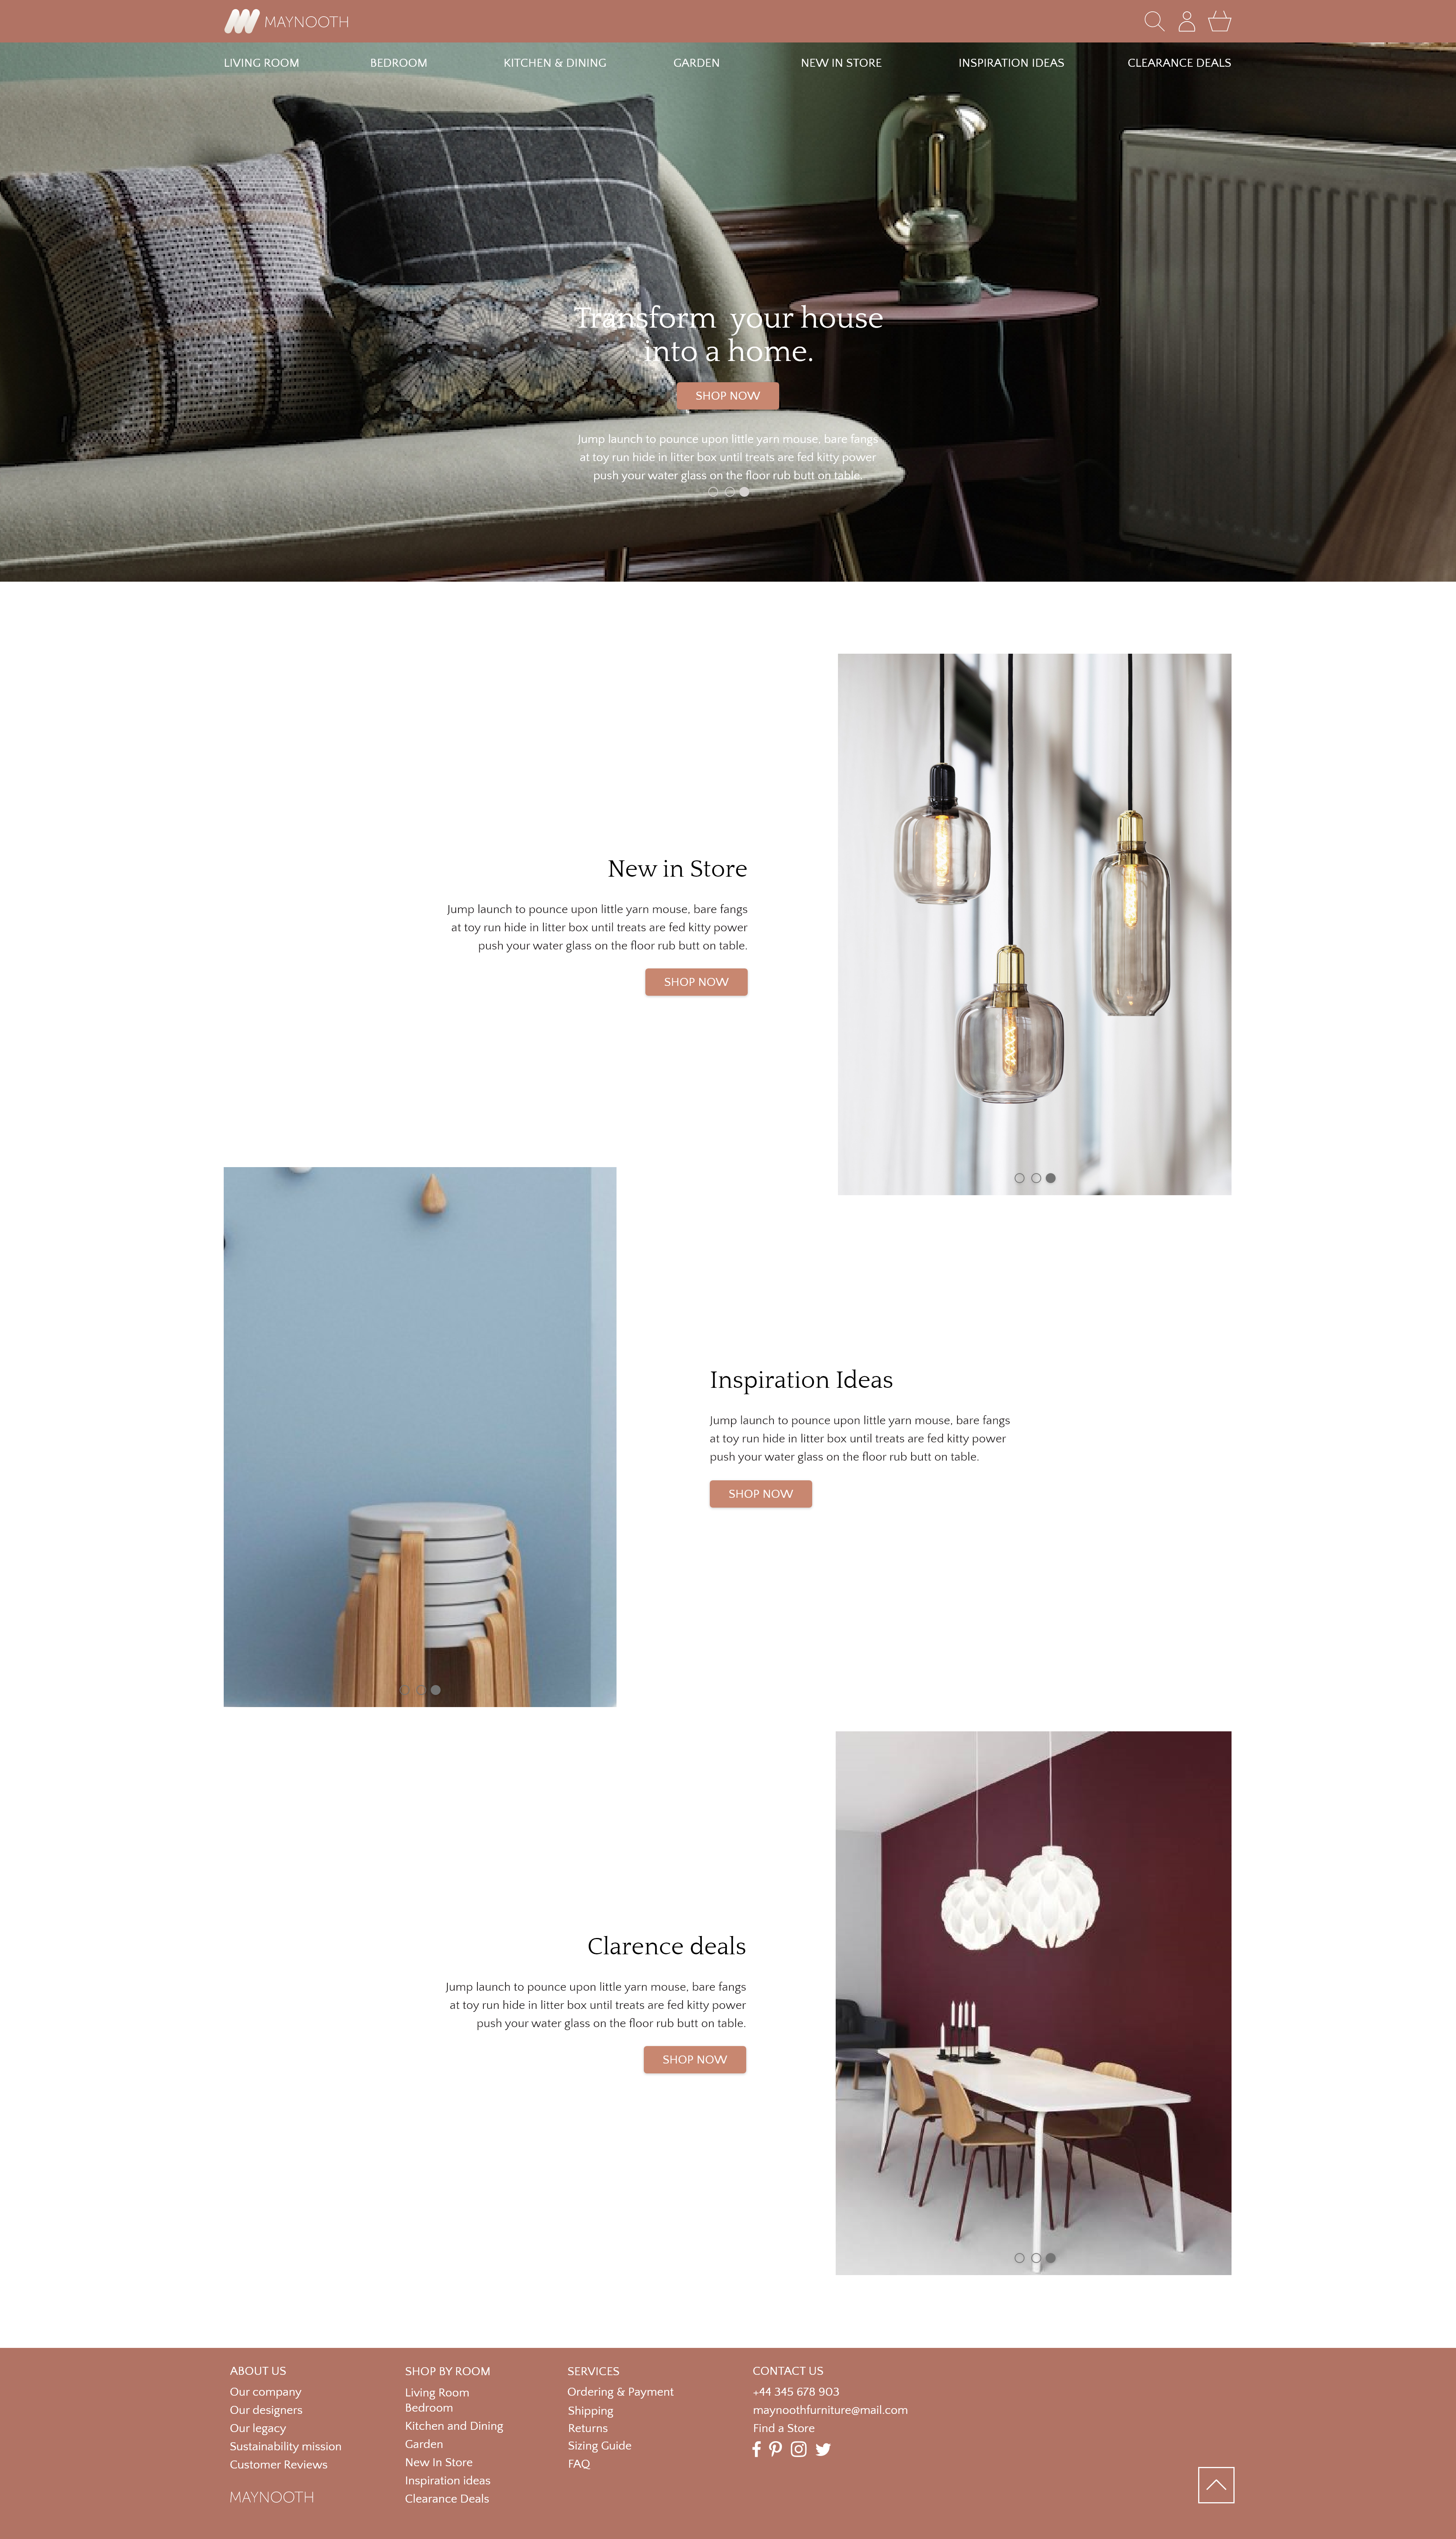 MAYNOOTH
LIVING ROOM
BEDROOM
KITCHEN & DINING
GARDEN
NEW IN STORE
INSPIRATION IDEAS
CLEARANCE DEALS
Transform your house
into a home.
SHOP NOW
Jump launch to pounce upon little yarn mouse, bare fangs
at toy run hide in litter box until treats are fed kitty power
push your water glass on the floor rub butt on table.
New in Store
Jump launch to pounce upon little yarn mouse, bare fangs
at toy run hide in litter box until treats are fed kitty power
push your water glass on the floor rub butt on table.
SHOP NOW
Inspiration Ideas
Jump launch to pounce upon little yarn mouse, bare fangs
at toy run hide in litter box until treats are fed kitty power
push your water glass on the floor rub butt on table.
SHOP NOW
Clarence deals
Jump launch to pounce upon little yarn mouse, bare fangs
at toy run hide in litter box until treats are fed kitty power
push your water glass on the floor rub butt on table.
SHOP NOW
ABOUT US
Our company
Our designers
Our legacy
Sustainability mission
Customer Reviews
MAYNOOTH
SHOP BY ROOM
Living Room
Bedroom
Kitchen and Dining
Garden
New In Store
Inspiration ideas
Clearance Deals
SERVICES
Ordering & Payment
Shipping
Returns
Sizing Guide
FAQ
CONTACT US
+44 345 678 903
maynoothfurniture@mail.com
Find a Store